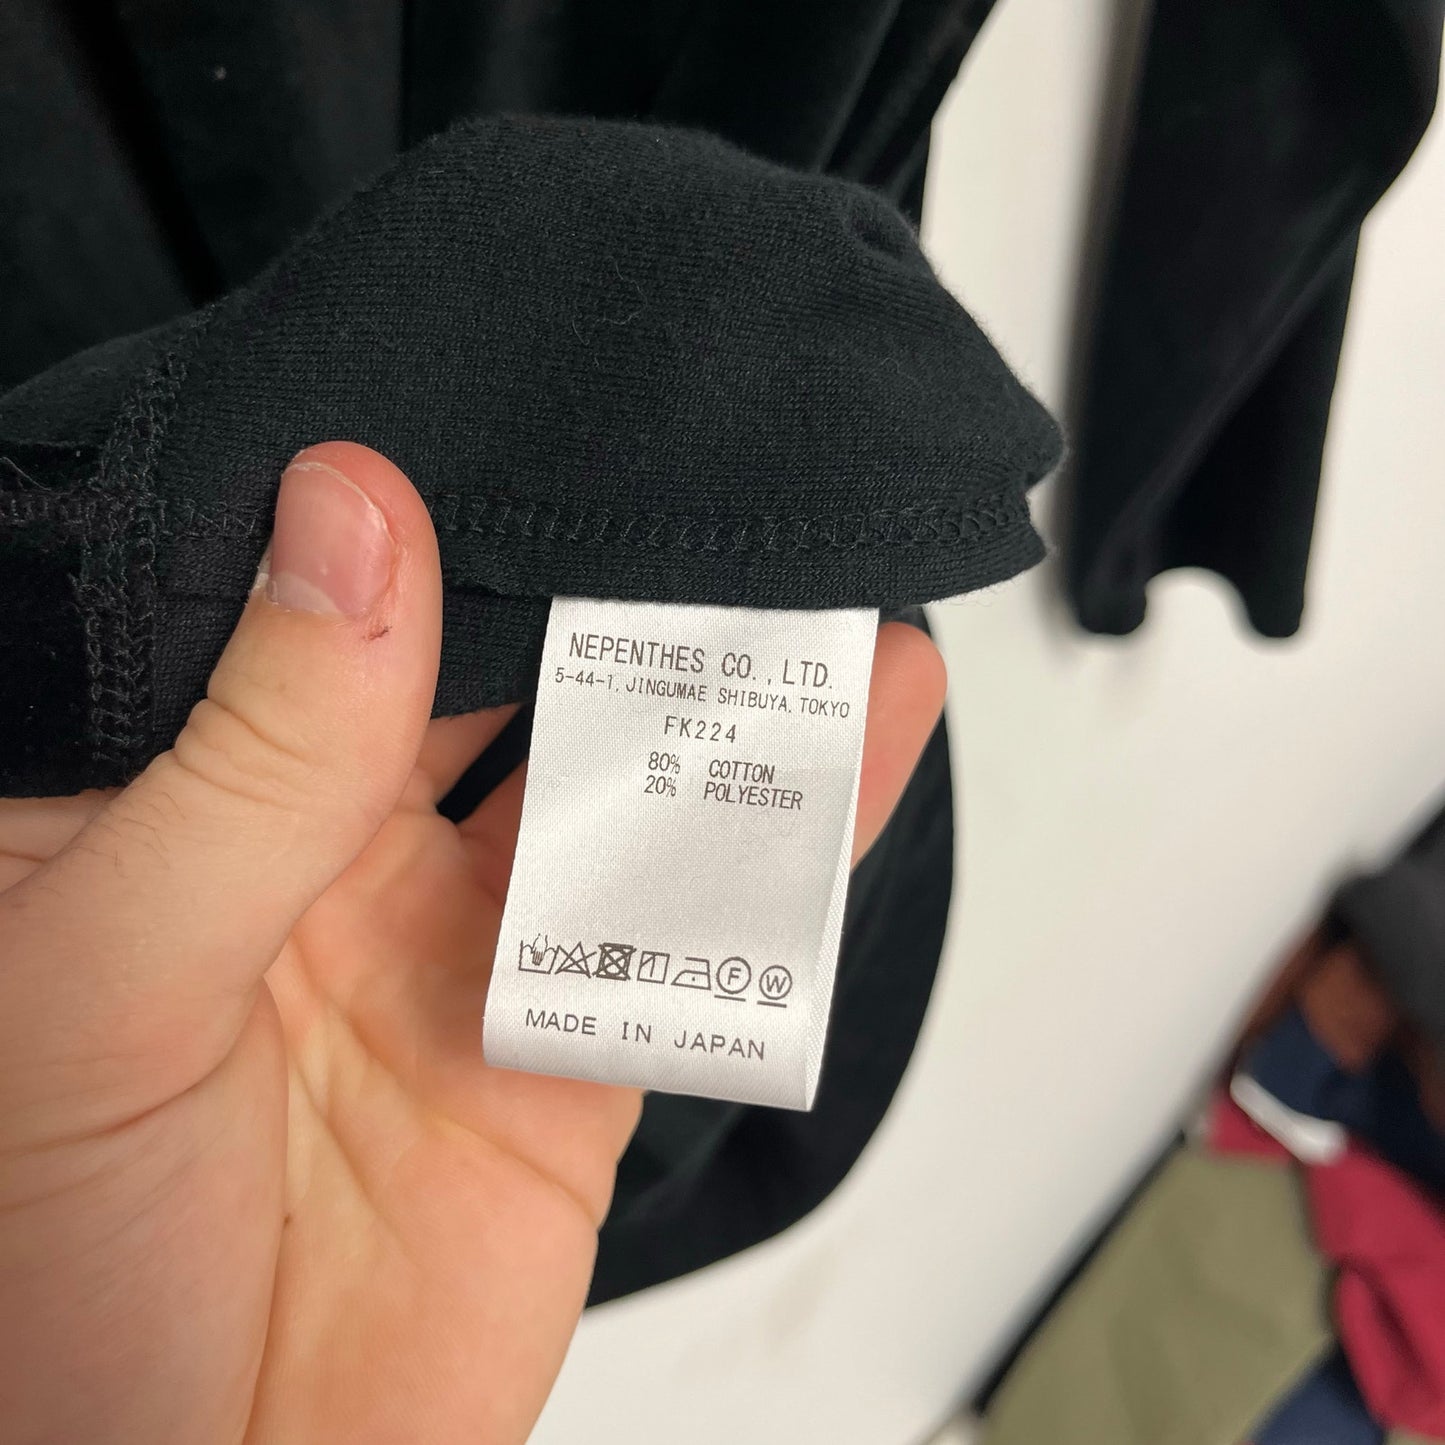 NEPENTHES CO., LTD.
5-44-1, JINGUMAE SHIBUYA, TOKYO
FK224
80% COTTON
20% POLYESTER
F W
MADE IN JAPAN